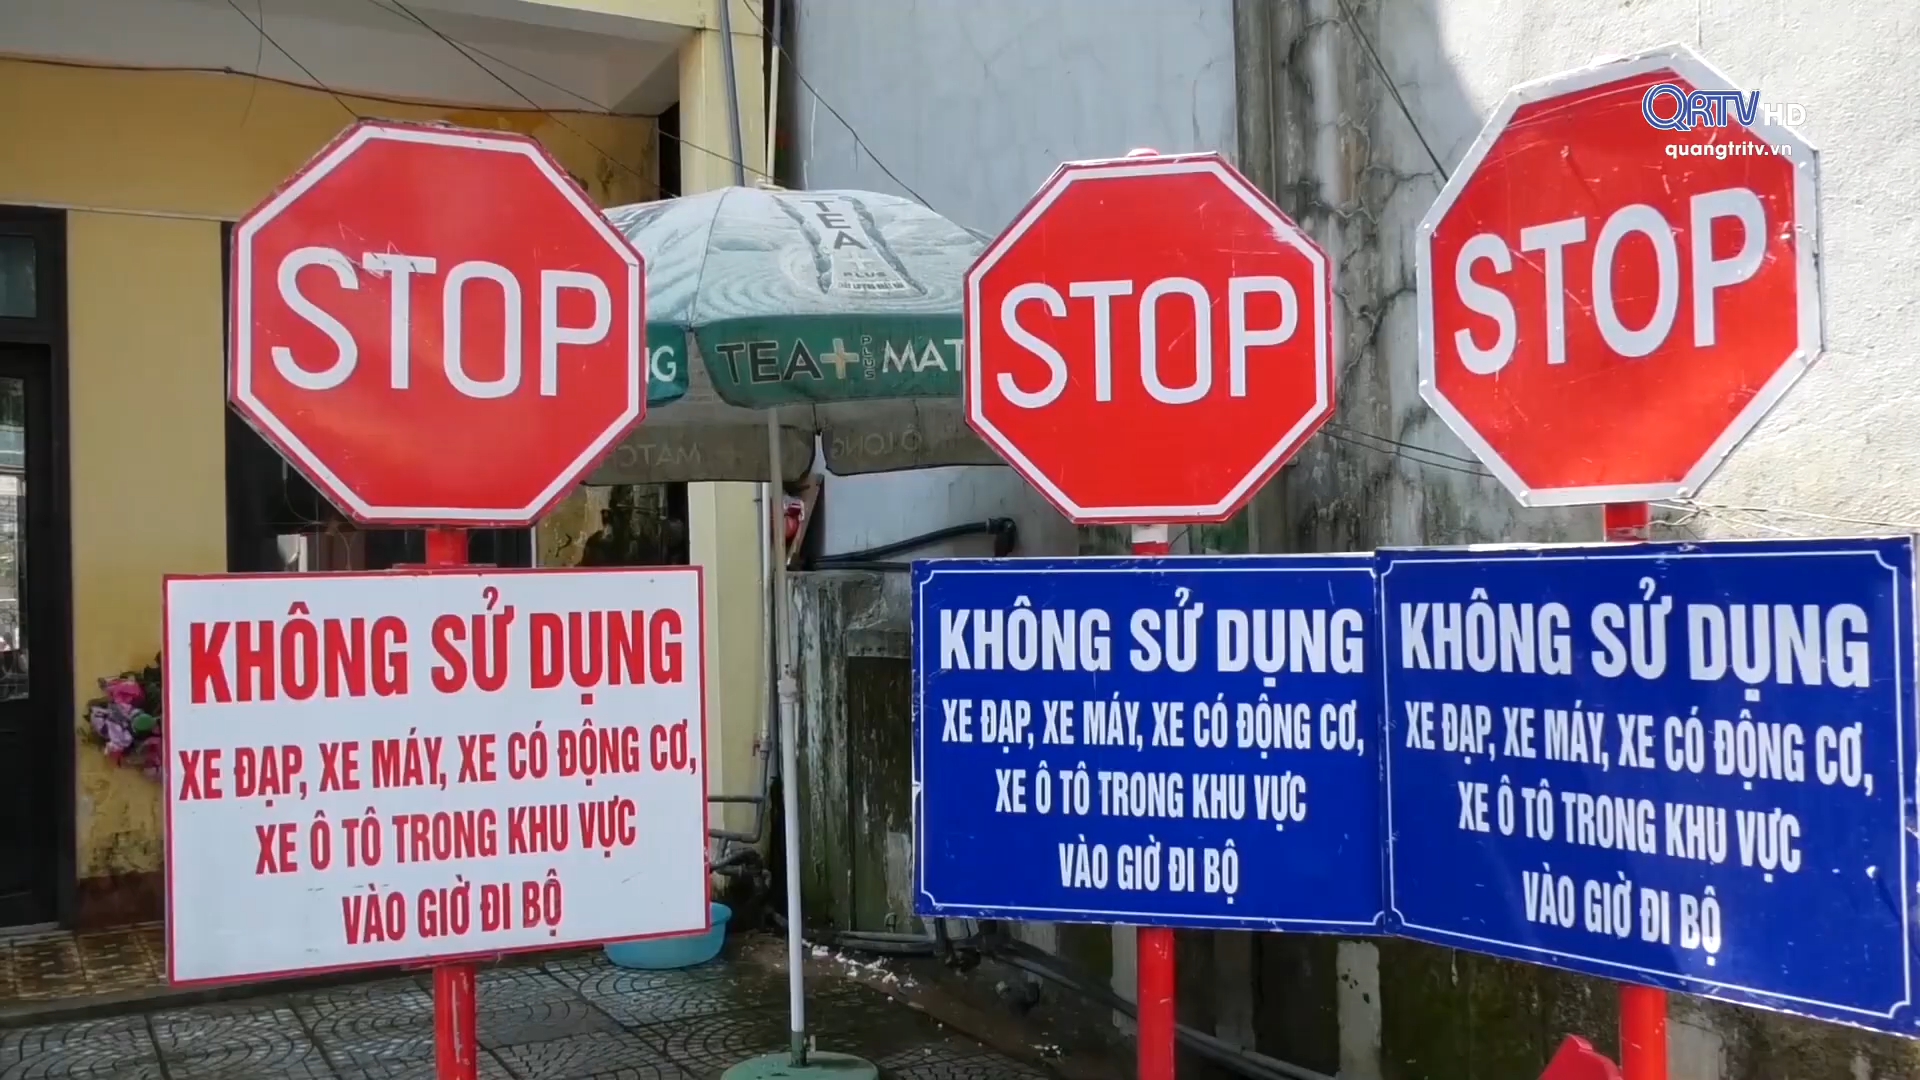 QRTV HD
quangtritv.vn
STOP
STOP
STOP
TEA
PLUS
NG
TEA+ PLUS MAT
KHÔNG SỬ DỤNG
XE ĐẠP, XE MÁY, XE CÓ ĐỘNG CƠ,
XE Ô TÔ TRONG KHU VỰC
VÀO GIỜ ĐI BỘ
KHÔNG SỬ DỤNG
XE ĐẠP, XE MÁY, XE CÓ ĐỘNG CƠ,
XE Ô TÔ TRONG KHU VỰC
VÀO GIỜ ĐI BỘ
KHÔNG SỬ DỤNG
XE ĐẠP, XE MÁY, XE CÓ ĐỘNG CƠ,
XE Ô TÔ TRONG KHU VỰC
VÀO GIỜ ĐI BỘ